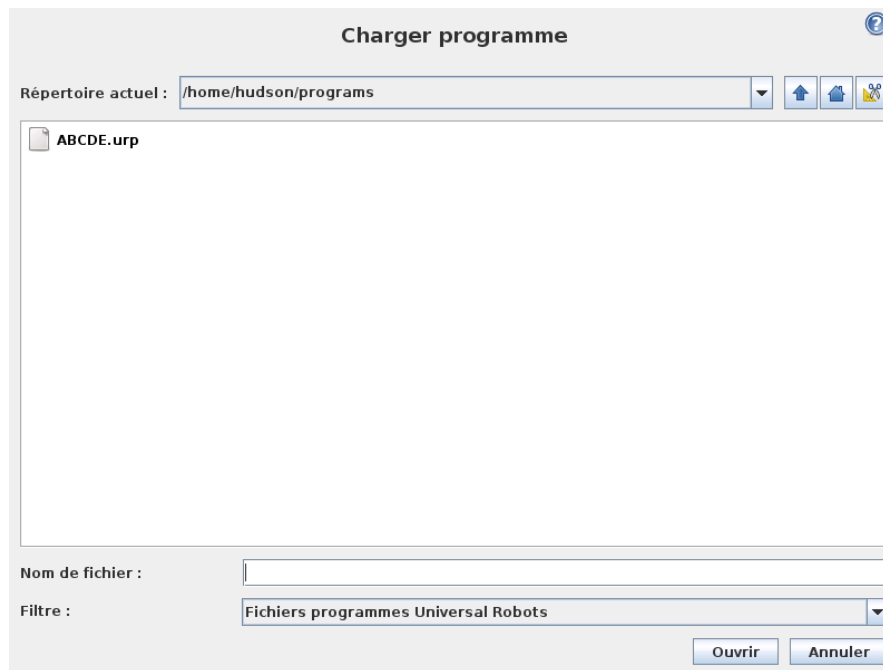 Charger programme
?
Répertoire actuel : /home/hudson/programs
ABCDE.urp
Nom de fichier :
Filtre : Fichiers programmes Universal Robots
Ouvrir Annuler